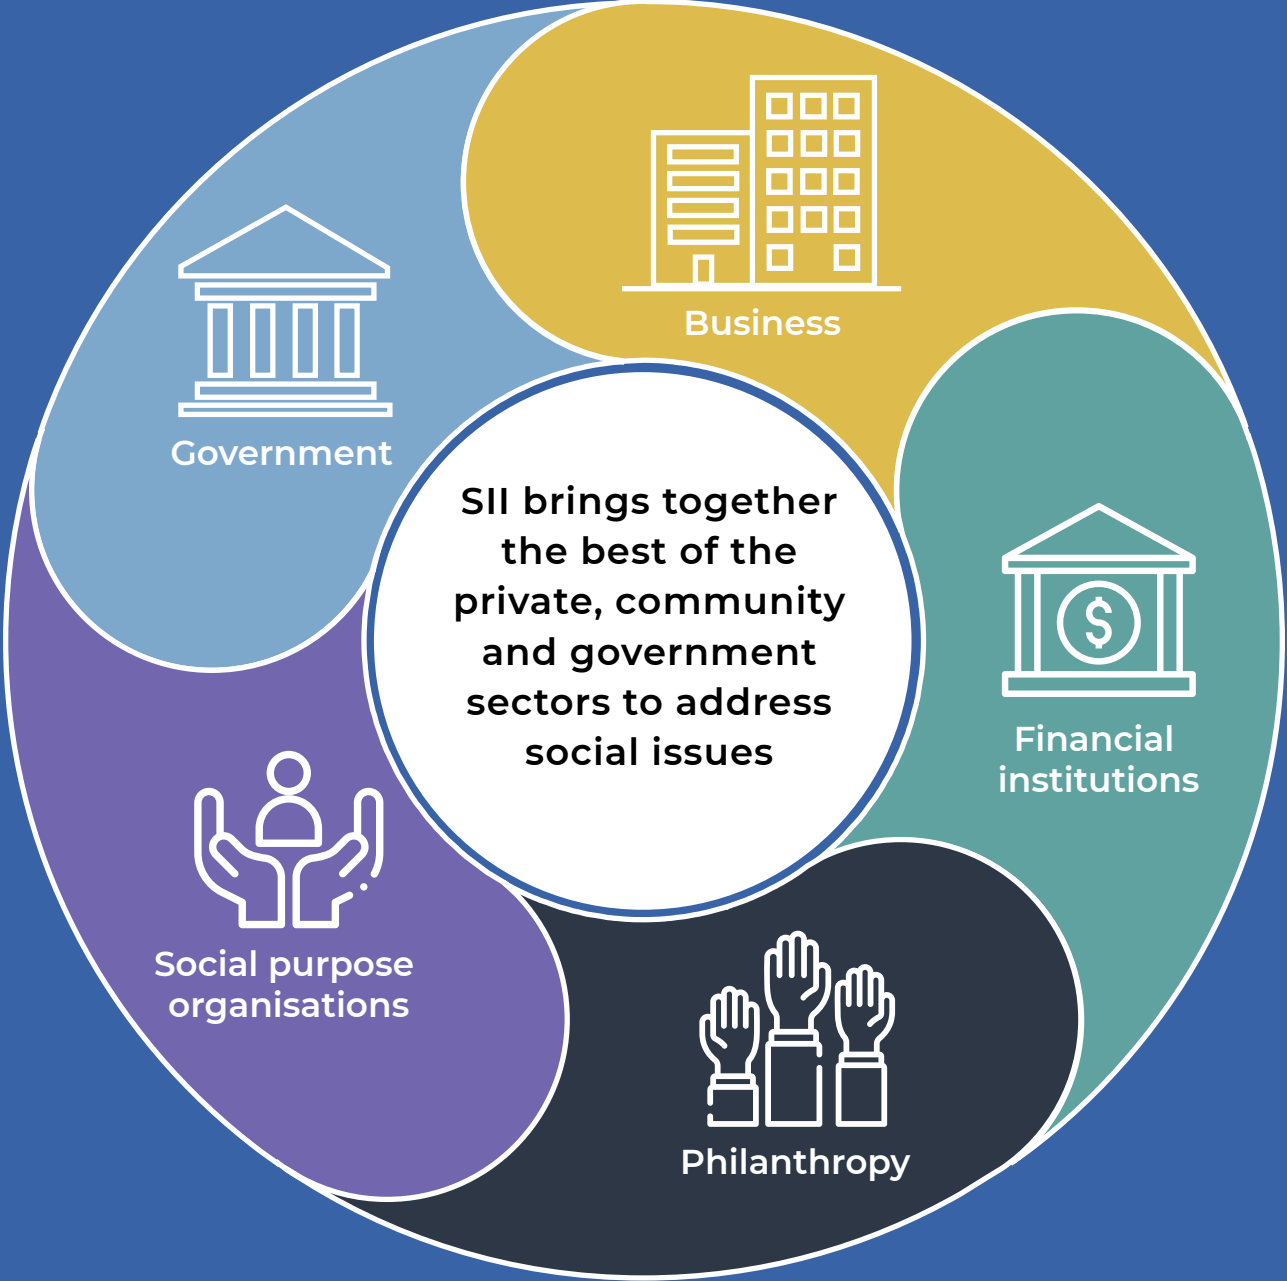 Business
Government
SII brings together
the best of the
private, community
and government
sectors to address
social issues
Financial
institutions
Social purpose
organisations
Philanthropy